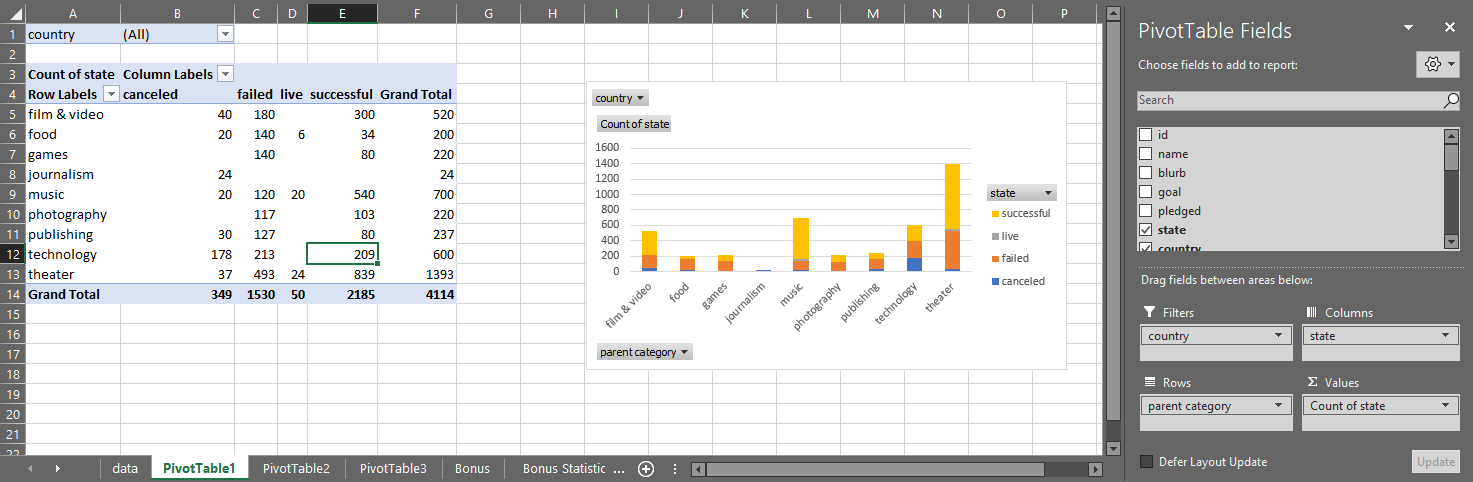 A B C D E F G H I J K L M N O P
1 country (All)
2
3 Count of state Column Labels
4 Row Labels canceled failed live successful Grand Total
5 film & video 40 180 300 520
6 food 20 140 6 34 200
7 games 140 80 220
8 journalism 24 24
9 music 20 120 20 540 700
10 photography 117 103 220
11 publishing 30 127 80 237
12 technology 178 213 209 600
13 theater 37 493 24 839 1393
14 Grand Total 349 1530 50 2185 4114
15
16
17
18
19
20
21
22
country
Count of state
1600
1400
1200
1000
800
600
400
200
0
film & video food games journalism music photography publishing technology theater
state
successful
live
failed
canceled
parent category
data PivotTable1 PivotTable2 PivotTable3 Bonus Bonus Statistic ...
PivotTable Fields
Choose fields to add to report:
Search
id
name
blurb
goal
pledged
state
country
Drag fields between areas below:
Filters Columns
country state
Rows Σ Values
parent category Count of state
Defer Layout Update Update